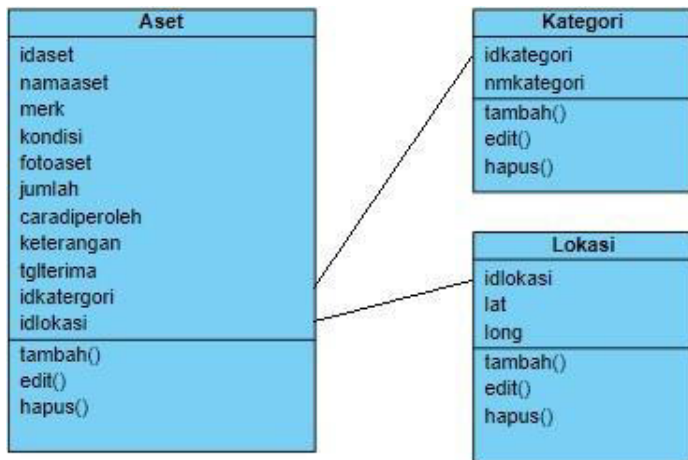 Aset
idaset
namaaset
merk
kondisi
fotoaset
jumlah
caradiperoleh
keterangan
tglterima
idkatergori
idlokasi
tambah()
edit()
hapus()
Kategori
idkategori
nmkategori
tambah()
edit()
hapus()
Lokasi
idlokasi
lat
long
tambah()
edit()
hapus()